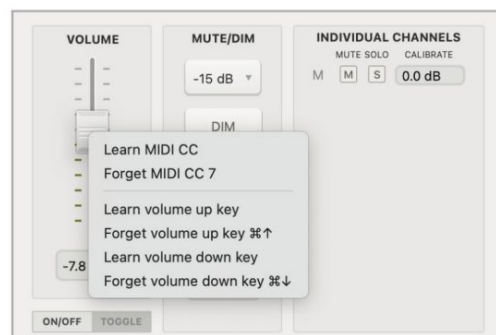 VOLUME
MUTE/DIM
INDIVIDUAL CHANNELS
MUTE SOLO CALIBRATE
-15 dB ▼
M M S 0.0 dB
DIM
Learn MIDI CC
Forget MIDI CC 7
Learn volume up key
Forget volume up key ⌘↑
Learn volume down key
Forget volume down key ⌘↓
-7.8
ON/OFF TOGGLE